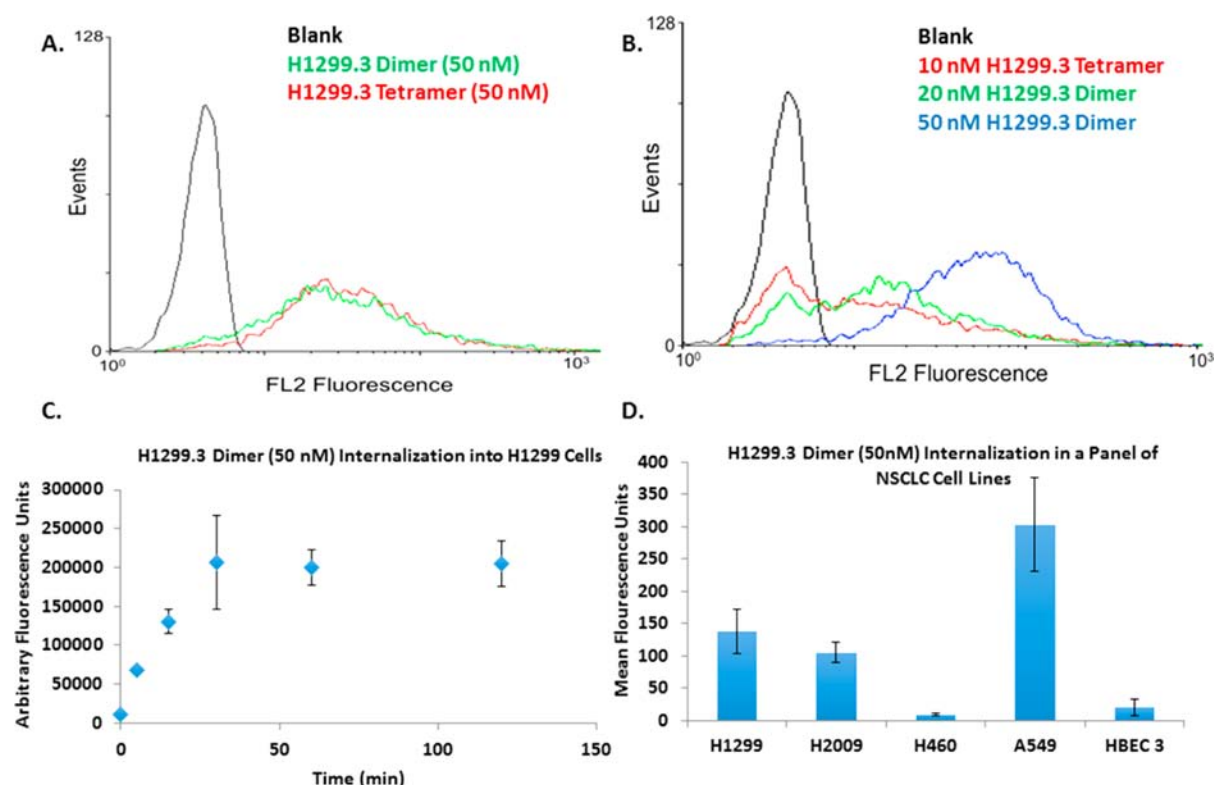 A.
128
Events
0
10⁰
10³
FL2 Fluorescence
Blank
H1299.3 Dimer (50 nM)
H1299.3 Tetramer (50 nM)
B.
128
Events
0
10⁰
10³
FL2 Fluorescence
Blank
10 nM H1299.3 Tetramer
20 nM H1299.3 Dimer
50 nM H1299.3 Dimer
C.
H1299.3 Dimer (50 nM) Internalization into H1299 Cells
Arbitrary Fluorescence Units
300000
250000
200000
150000
100000
50000
0
0 50 100 150
Time (min)
D.
H1299.3 Dimer (50nM) Internalization in a Panel of
NSCLC Cell Lines
Mean Flourescence Units
400
350
300
250
200
150
100
50
0
H1299 H2009 H460 A549 HBEC 3